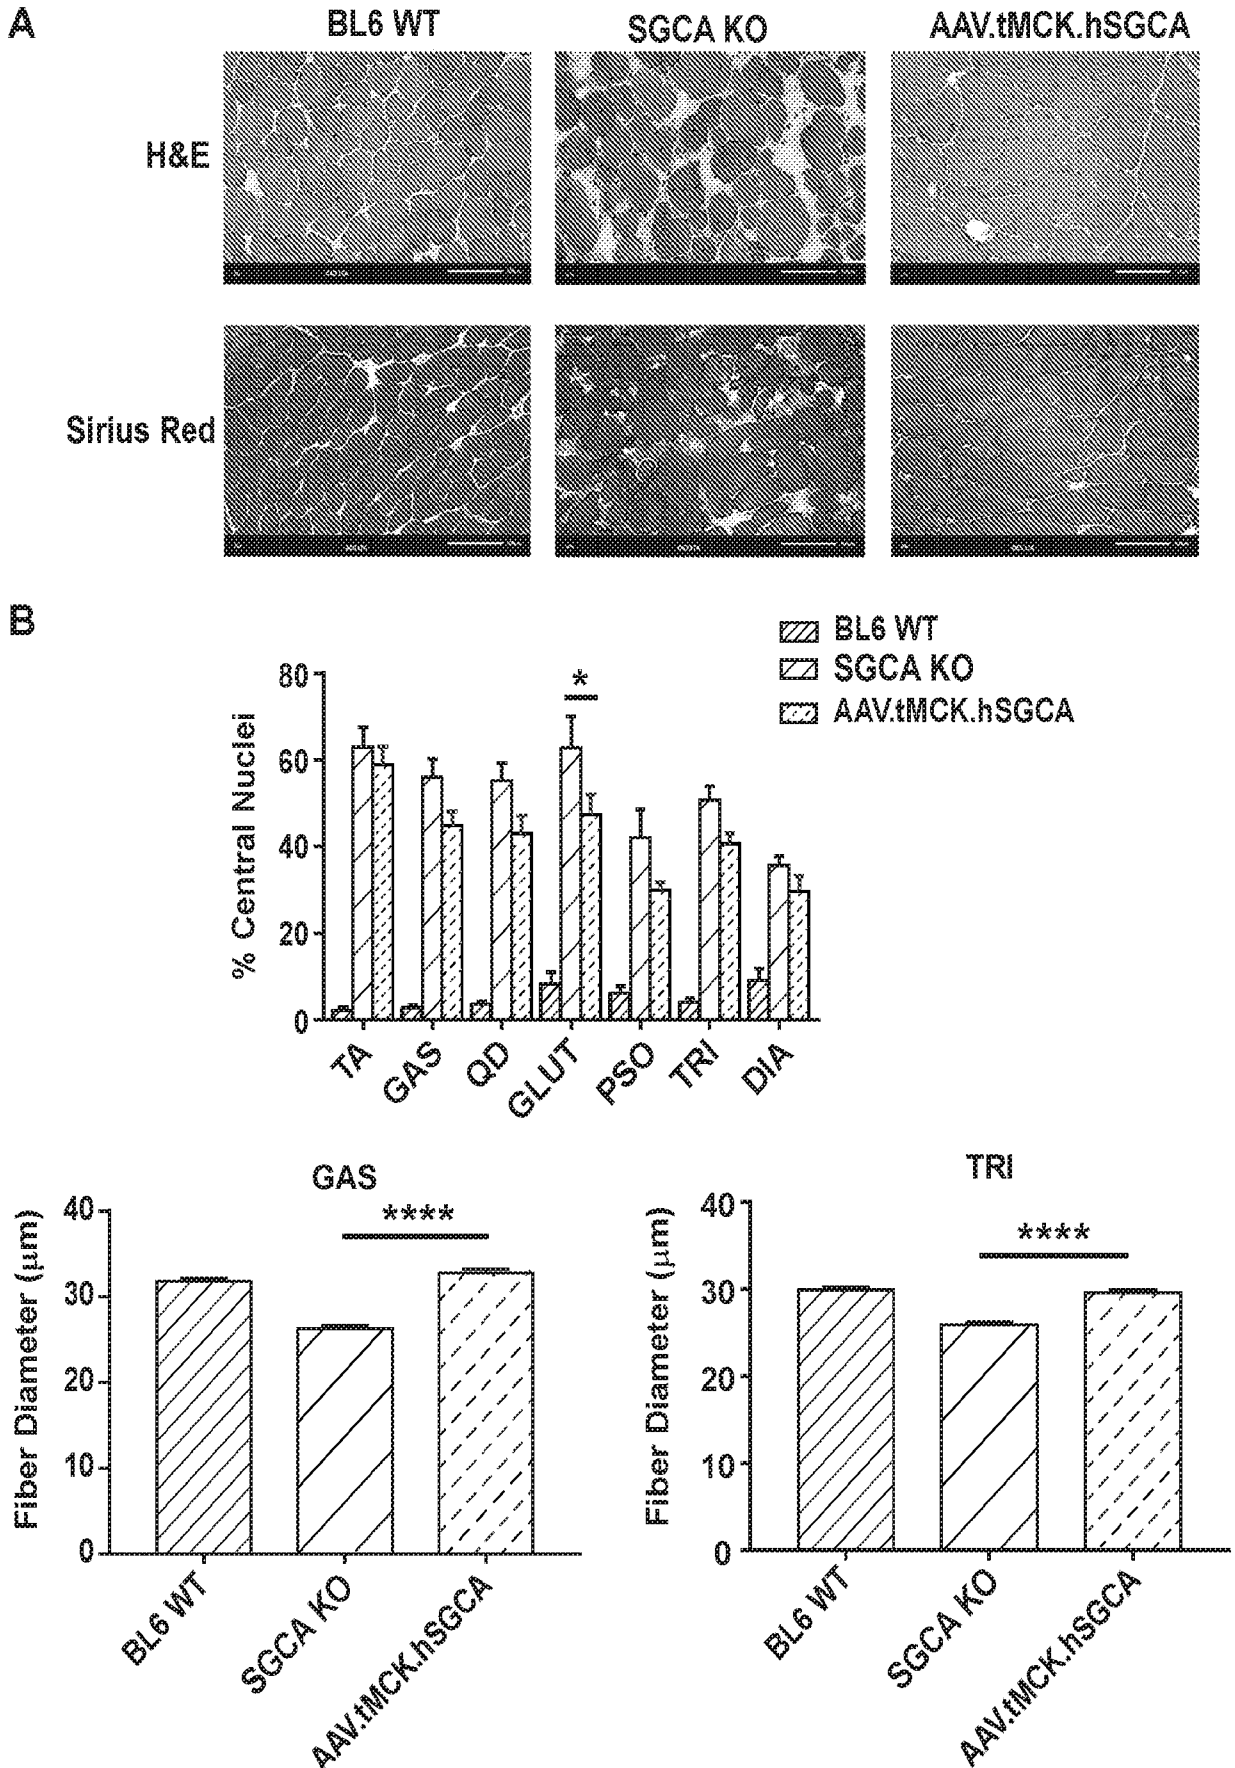 A
BL6 WT
SGCA KO
AAV.tMCK.hSGCA
H&E
Sirius Red
B
BL6 WT
SGCA KO
AAV.tMCK.hSGCA
% Central Nuclei
80
60
40
20
0
*
TA
GAS
QD
GLUT
PSO
TRI
DIA
GAS
Fiber Diameter (μm)
40
30
20
10
0
****
BL6 WT
SGCA KO
AAV.tMCK.hSGCA
TRI
Fiber Diameter (μm)
40
30
20
10
0
****
BL6 WT
SGCA KO
AAV.tMCK.hSGCA